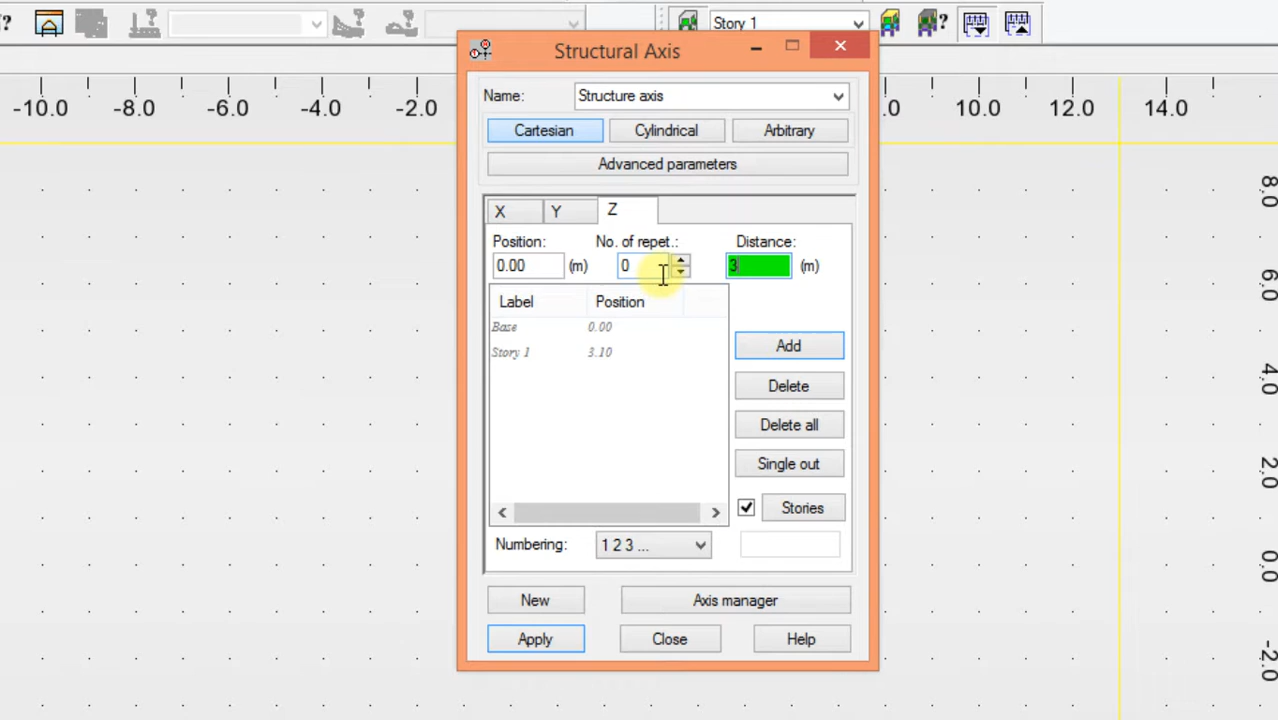 Story 1
Structural Axis
-10.0 -8.0 -6.0 -4.0 -2.0 10.0 12.0 14.0
Name: Structure axis
Cartesian Cylindrical Arbitrary
Advanced parameters
X Y Z
Position: No. of repet.: Distance:
0.00 (m) 0 3 (m)
Label Position
Base 0.00
Story 1 3.10
Add
Delete
Delete all
Single out
Stories
Numbering: 1 2 3 ...
New Axis manager
Apply Close Help
8.0
6.0
4.0
2.0
0.0
-2.0